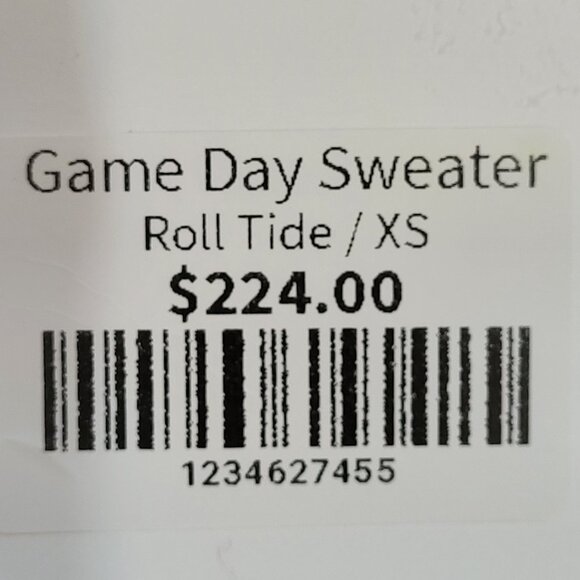 Game Day Sweater
Roll Tide / XS
$224.00
1234627455